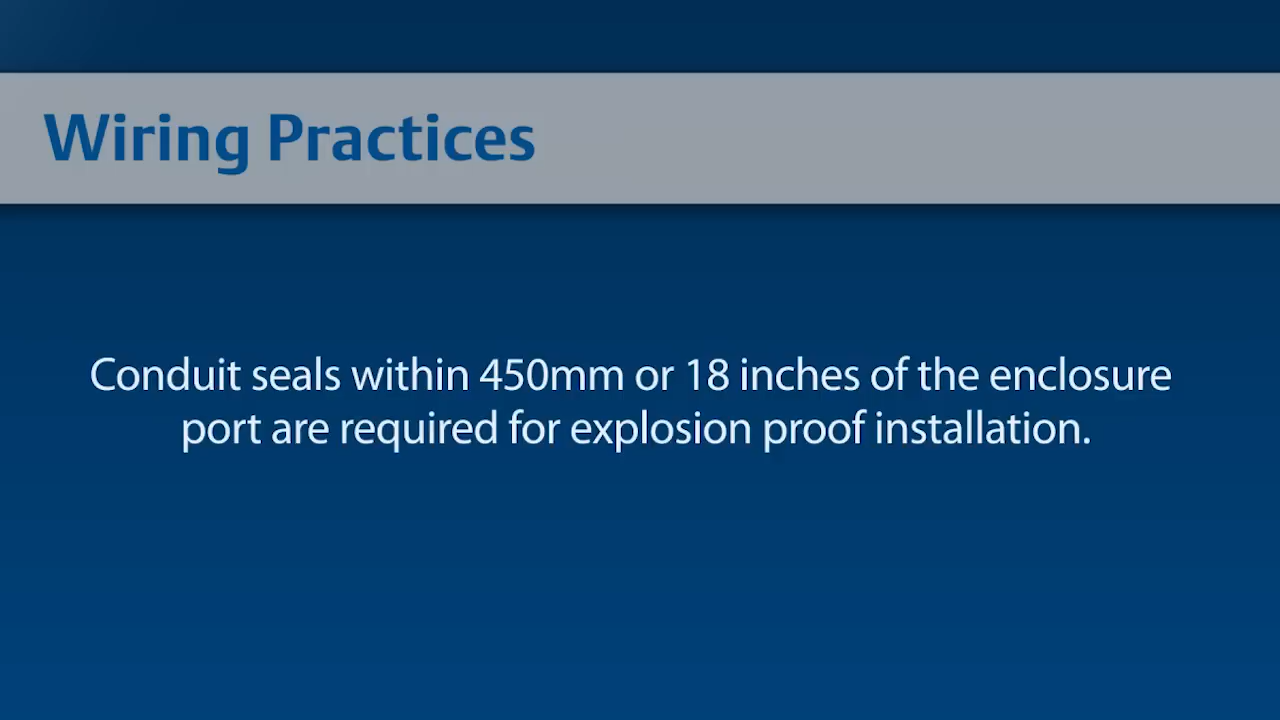 Wiring Practices
Conduit seals within 450mm or 18 inches of the enclosure
port are required for explosion proof installation.